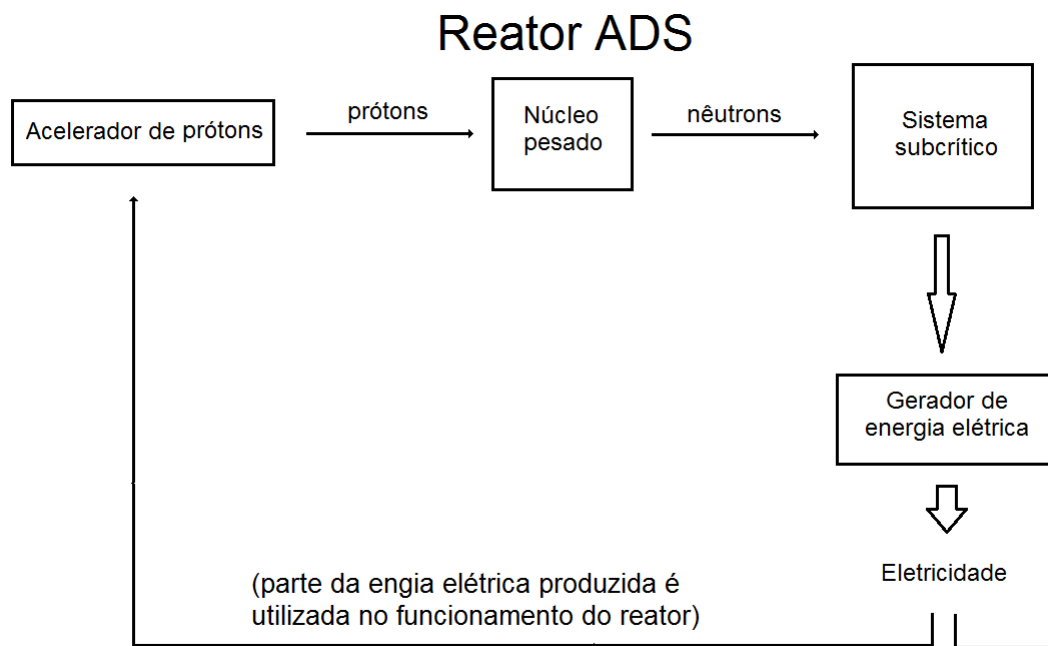 Reator ADS
Acelerador de prótons
prótons
Núcleo
pesado
nêutrons
Sistema
subcrítico
Gerador de
energia elétrica
Eletricidade
(parte da engia elétrica produzida é
utilizada no funcionamento do reator)